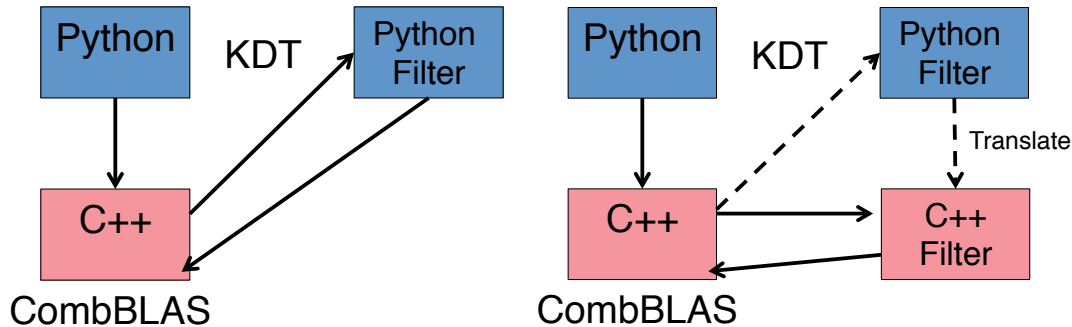 Python
KDT
Python
Filter
C++
CombBLAS
Python
KDT
Python
Filter
Translate
C++
C++
Filter
CombBLAS